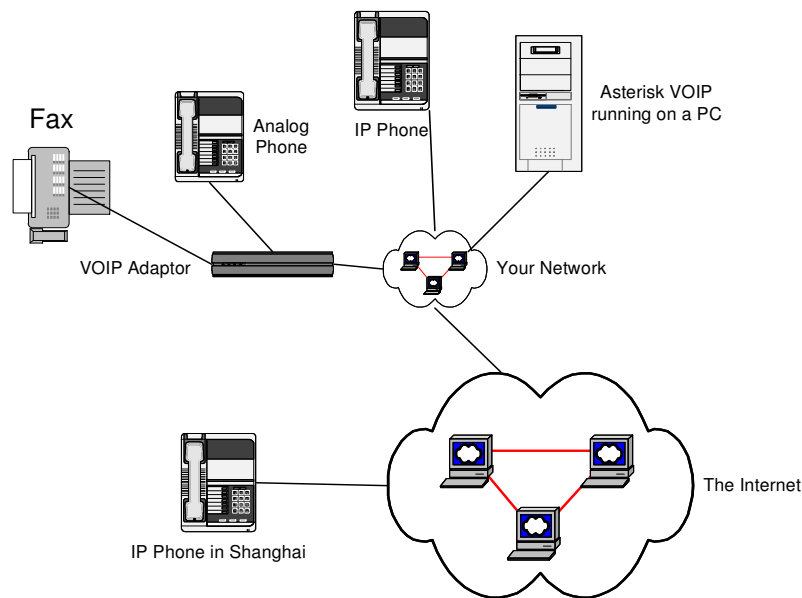 Fax
Analog
Phone
IP Phone
Asterisk VOIP
running on a PC
VOIP Adaptor
Your Network
The Internet
IP Phone in Shanghai